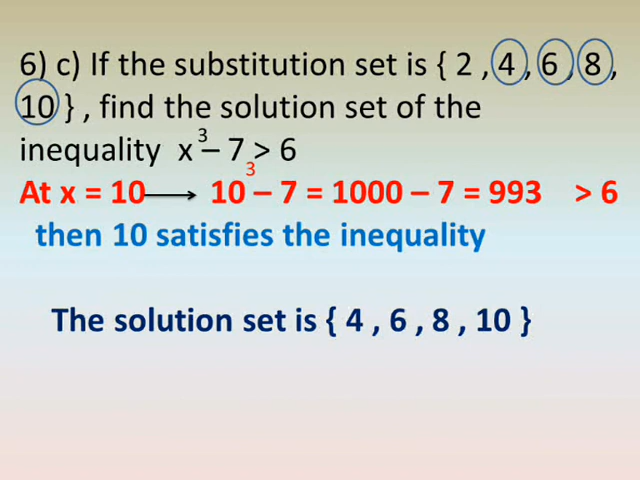 6) c) If the substitution set is { 2 , 4 , 6 , 8 ,
10 } , find the solution set of the
inequality x³ – 7 > 6
At x = 10 ⟶ 10³ – 7 = 1000 – 7 = 993 > 6
then 10 satisfies the inequality
The solution set is { 4 , 6 , 8 , 10 }